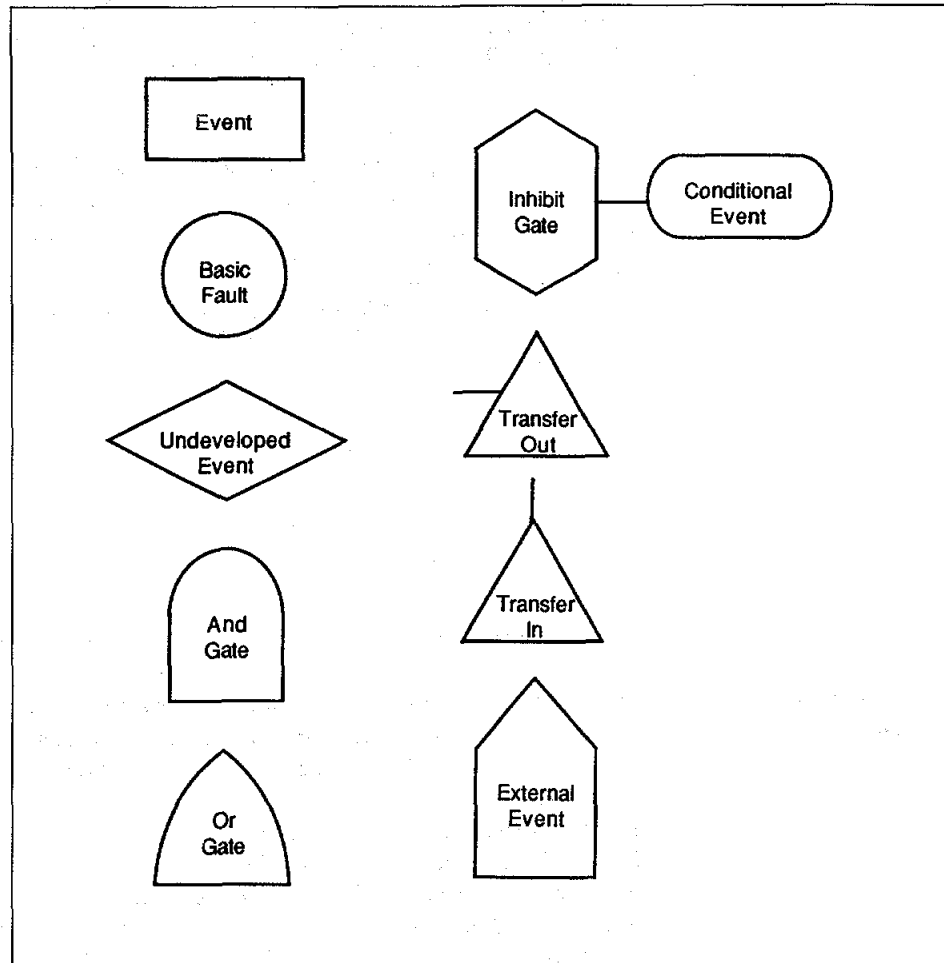 Event
Basic
Fault
Undeveloped
Event
And
Gate
Or
Gate
Inhibit
Gate
Conditional
Event
Transfer
Out
Transfer
In
External
Event